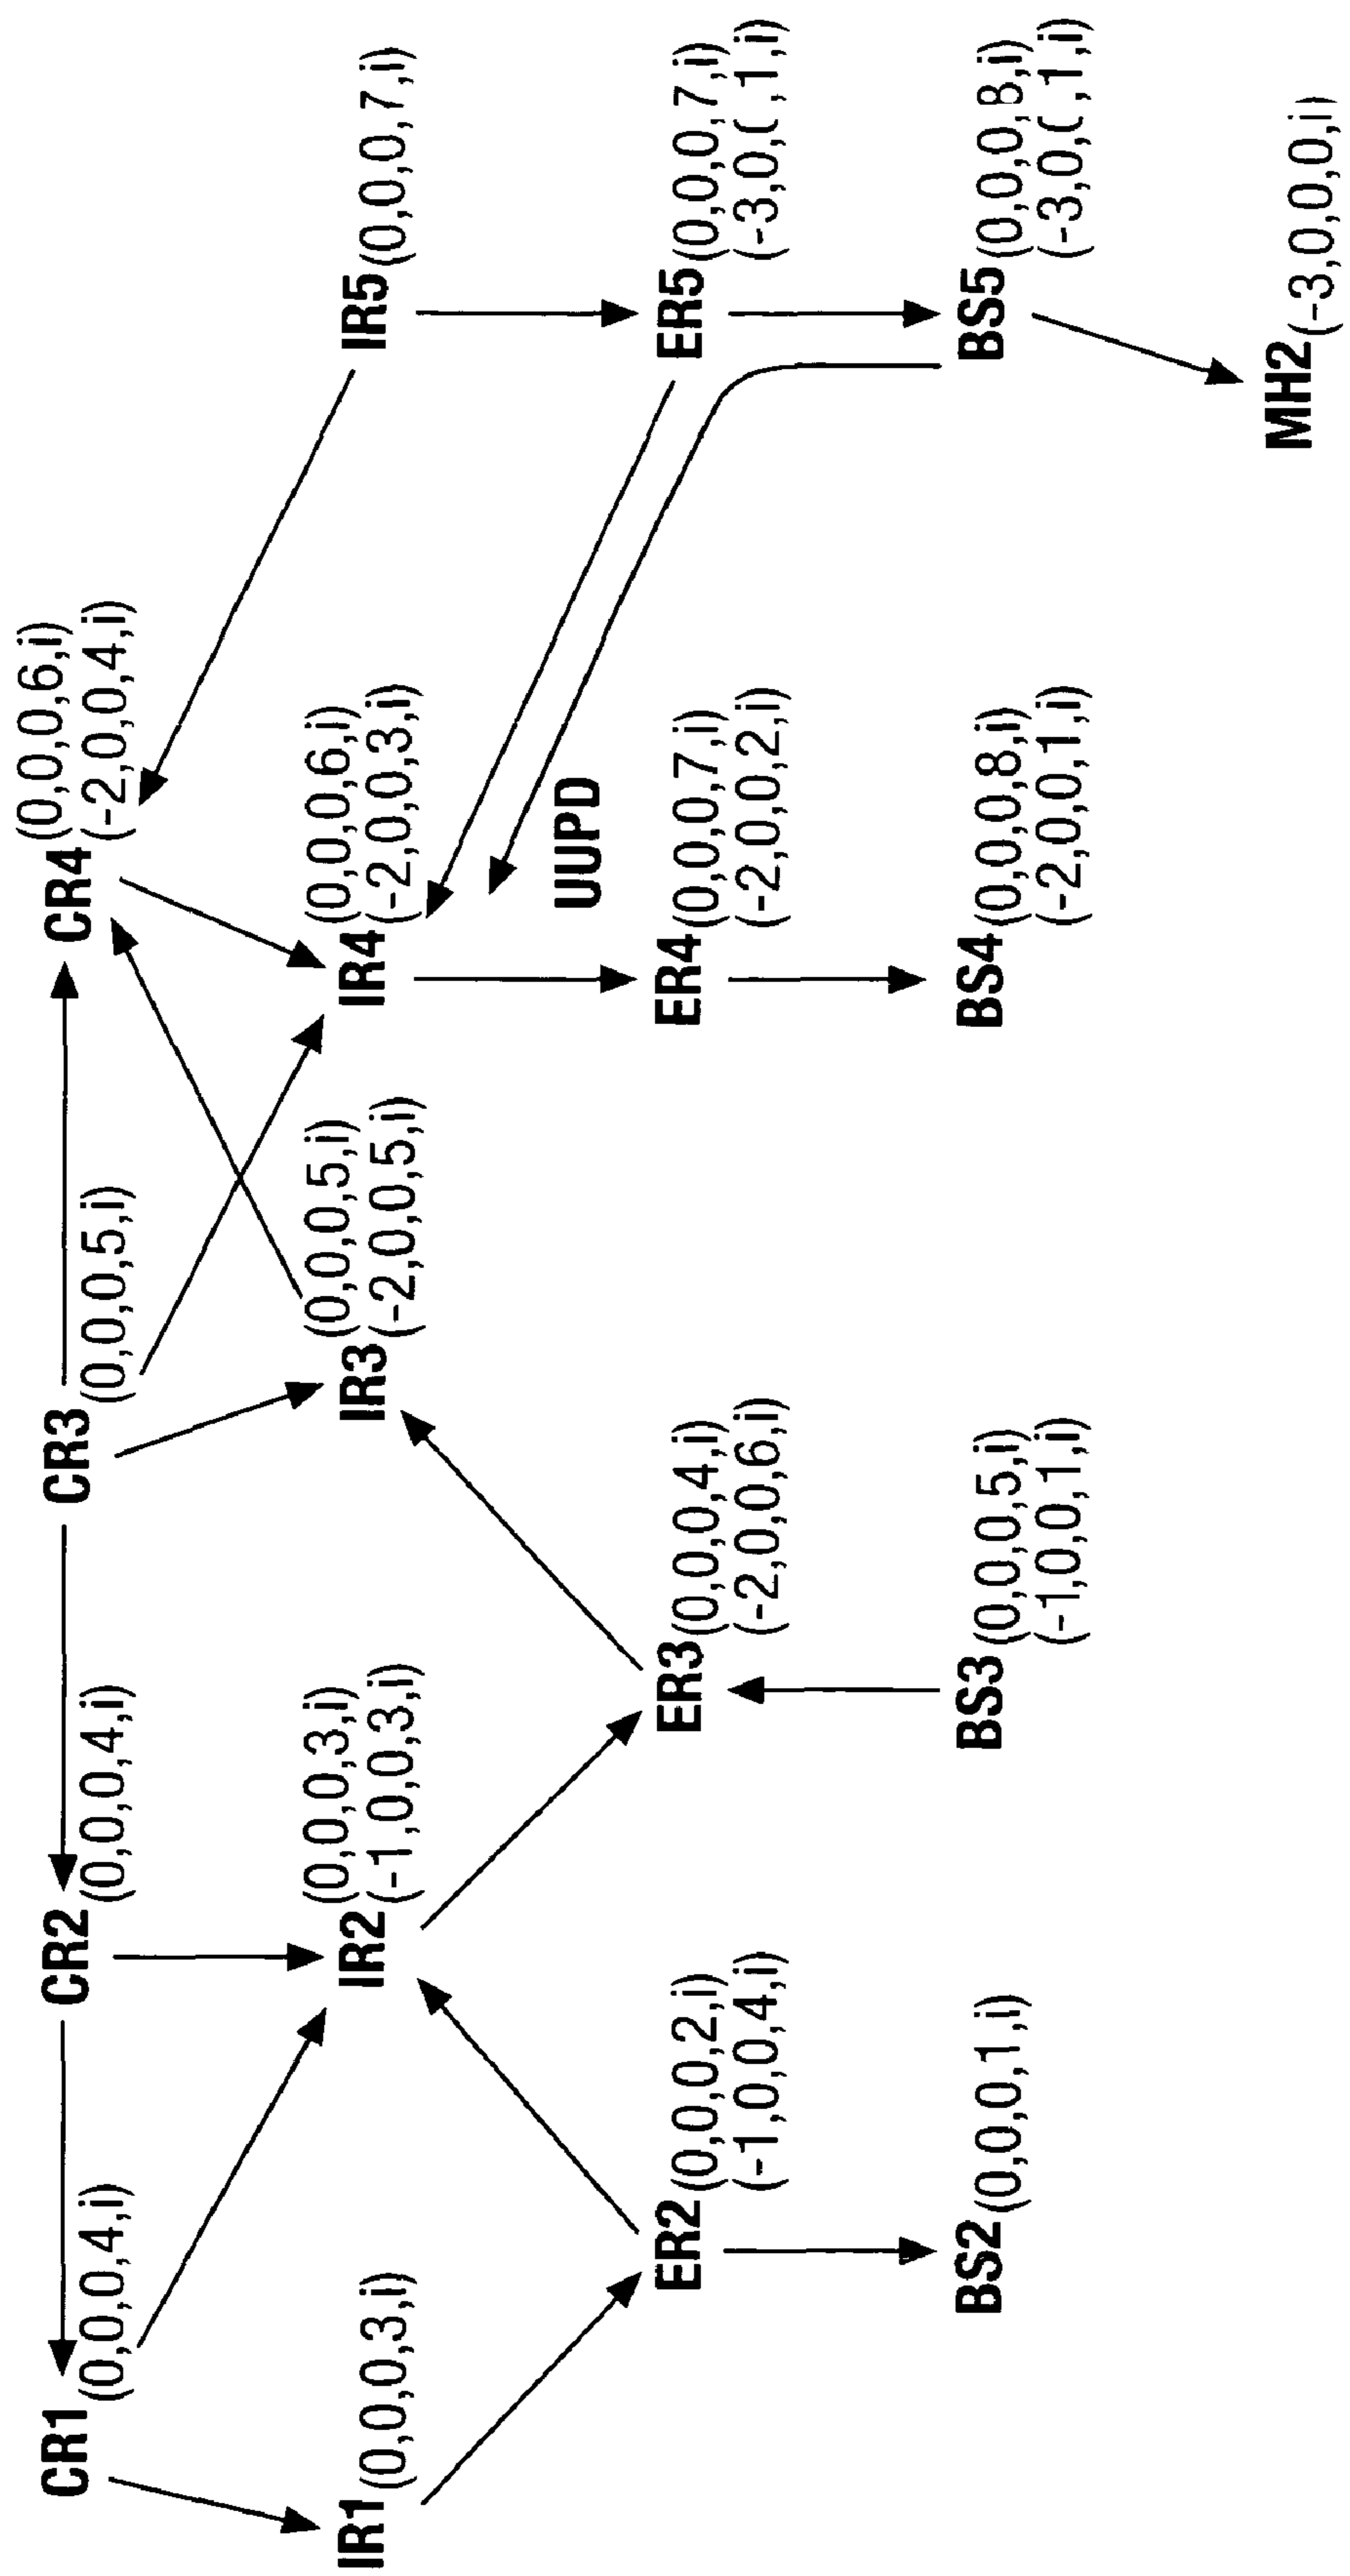 CR1 (0,0,0,4,i)
CR2 (0,0,0,4,i)
CR3 (0,0,0,5,i)
CR4 (0,0,0,6,i)
(-2,0,0,4,i)
IR1 (0,0,0,3,i)
IR2 (0,0,0,3,i)
(-1,0,0,3,i)
IR3 (0,0,0,5,i)
(-2,0,0,5,i)
IR4 (0,0,0,6,i)
(-2,0,0,3,i)
IR5 (0,0,0,7,i)
UUPD
ER2 (0,0,0,2,i)
(-1,0,0,4,i)
ER3 (0,0,0,4,i)
(-2,0,0,6,i)
ER4 (0,0,0,7,i)
(-2,0,0,2,i)
ER5 (0,0,0,7,i)
(-3,0,( ,1,i)
BS2 (0,0,0,1,i)
BS3 (0,0,0,5,i)
(-1,0,0,1,i)
BS4 (0,0,0,8,i)
(-2,0,0,1,i)
BS5 (0,0,0,8,i)
(-3,0,( ,1,i)
MH2 (-3,0,0,0,i)